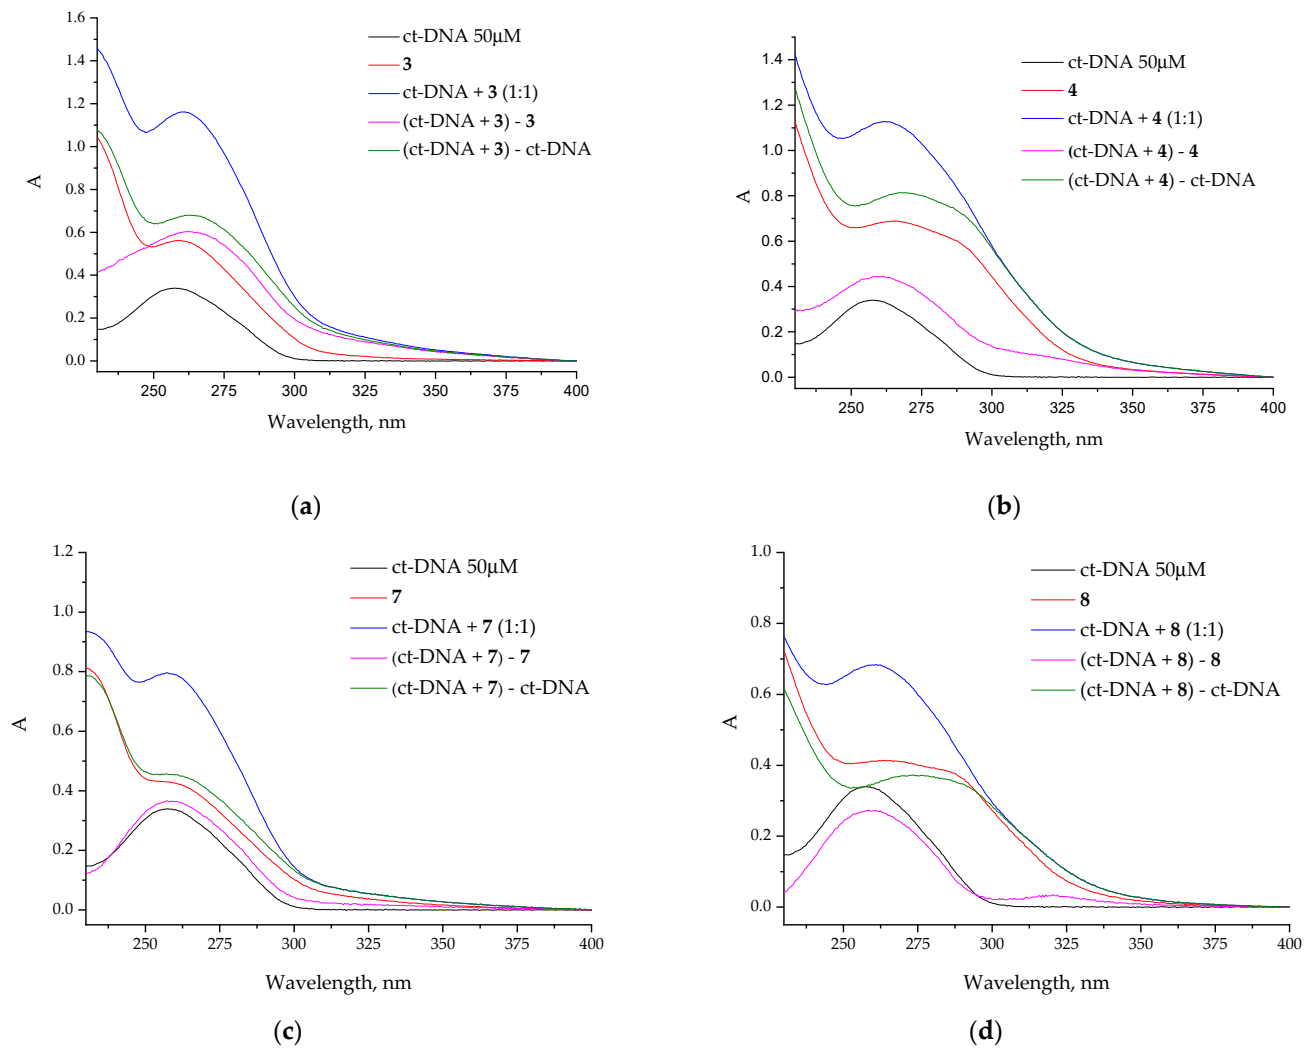 1.6
1.4
1.2
1.0
0.8
0.6
0.4
0.2
0.0
A
ct-DNA 50μM
3
ct-DNA + 3 (1:1)
(ct-DNA + 3) - 3
(ct-DNA + 3) - ct-DNA
250 275 300 325 350 375 400
Wavelength, nm
(a)
1.4
1.2
1.0
0.8
0.6
0.4
0.2
0.0
A
ct-DNA 50μM
4
ct-DNA + 4 (1:1)
(ct-DNA + 4) - 4
(ct-DNA + 4) - ct-DNA
250 275 300 325 350 375 400
Wavelength, nm
(b)
1.2
1.0
0.8
0.6
0.4
0.2
0.0
A
ct-DNA 50μM
7
ct-DNA + 7 (1:1)
(ct-DNA + 7) - 7
(ct-DNA + 7) - ct-DNA
250 275 300 325 350 375 400
Wavelength, nm
(c)
1.0
0.8
0.6
0.4
0.2
0.0
A
ct-DNA 50μM
8
ct-DNA + 8 (1:1)
(ct-DNA + 8) - 8
(ct-DNA + 8) - ct-DNA
250 275 300 325 350 375 400
Wavelength, nm
(d)